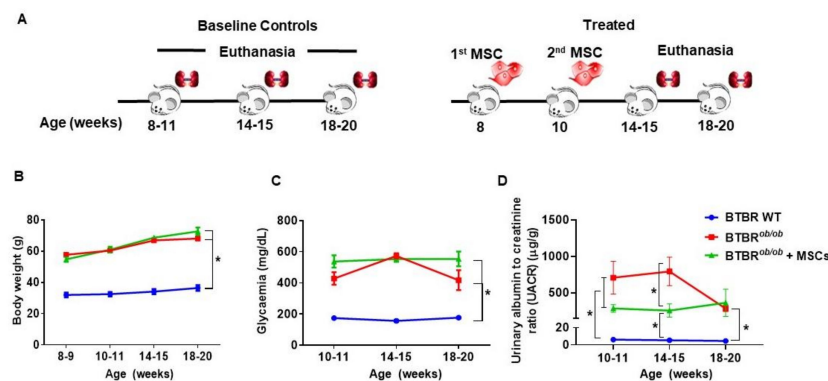 A
Baseline Controls
Euthanasia
Age (weeks)
8-11
14-15
18-20
Treated
1st MSC
2nd MSC
Euthanasia
8
10
14-15
18-20
B
Body weight (g)
80
60
40
20
0
*
8-9
10-11
14-15
18-20
Age (weeks)
C
Glycaemia (mg/dL)
800
600
400
200
0
*
10-11
14-15
18-20
Age (weeks)
D
Urinary albumin to creatinine
ratio (UACR) (µg/g)
1500
1000
500
20
0
*
*
*
*
10-11
14-15
18-20
Age (weeks)
BTBR WT
BTBRob/ob
BTBRob/ob + MSCs